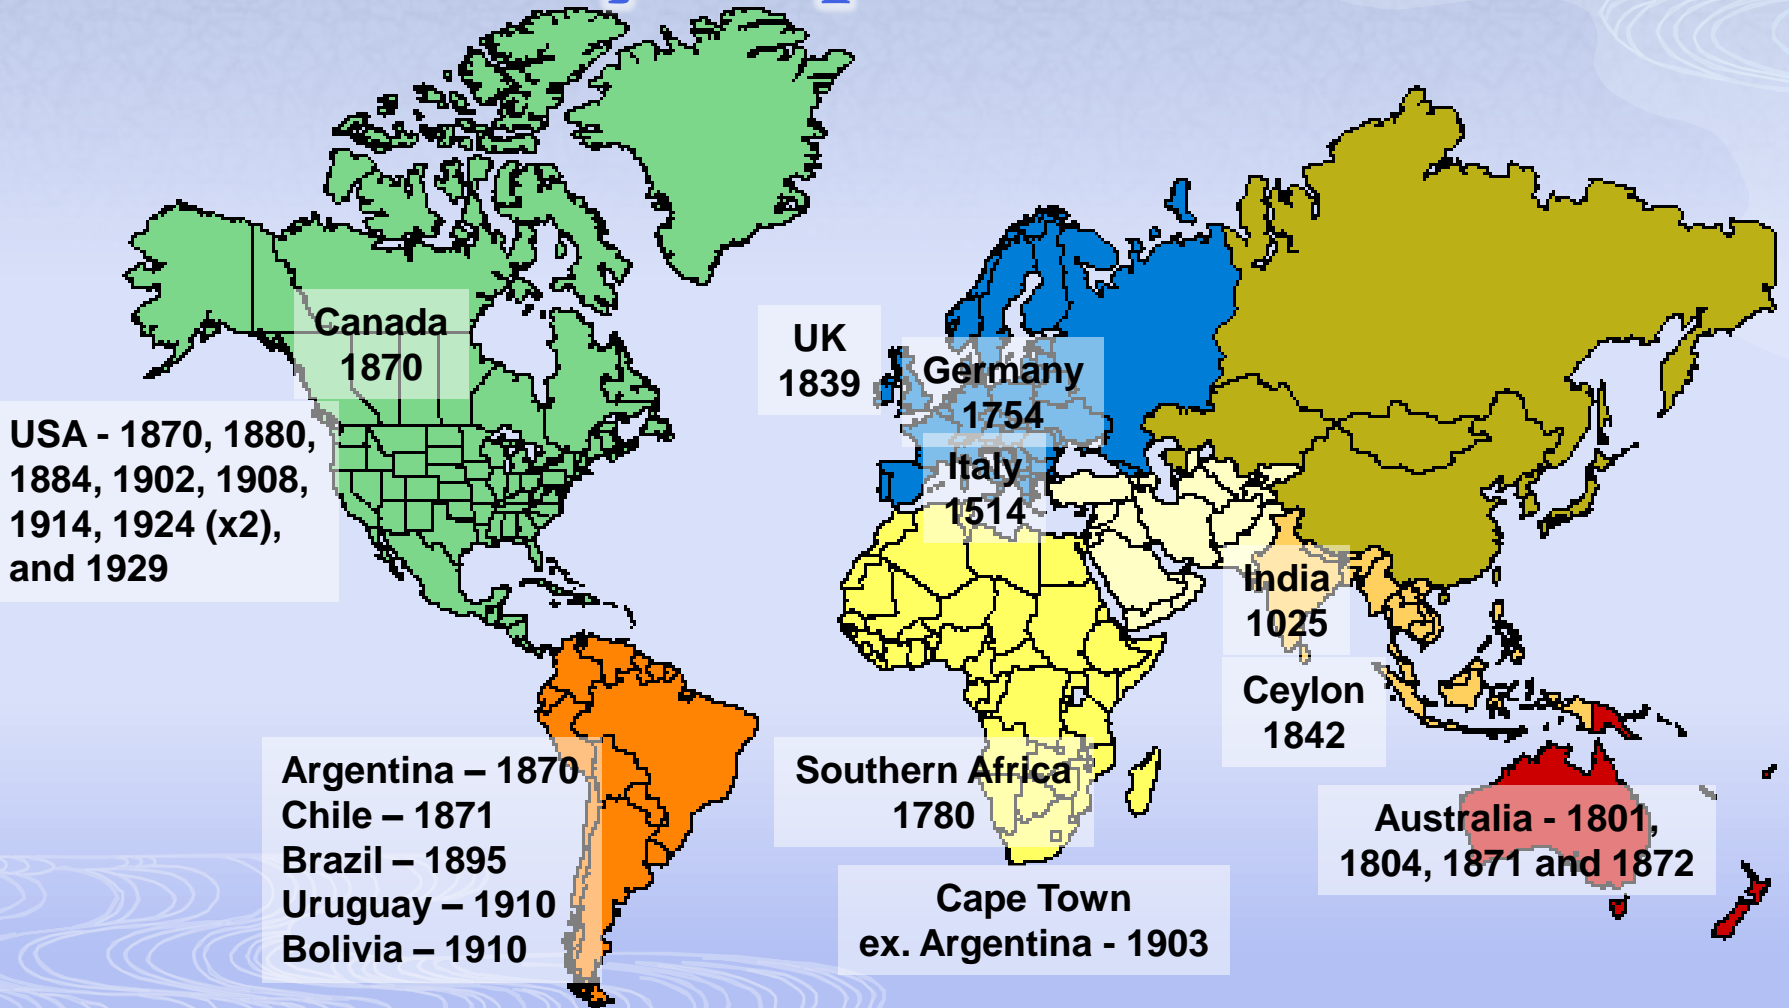 Canada
1870
USA - 1870, 1880,
1884, 1902, 1908,
1914, 1924 (x2),
and 1929
UK
1839
Germany
1754
Italy
1514
India
1025
Ceylon
1842
Argentina – 1870
Chile – 1871
Brazil – 1895
Uruguay – 1910
Bolivia – 1910
Southern Africa
1780
Cape Town
ex. Argentina - 1903
Australia - 1801,
1804, 1871 and 1872